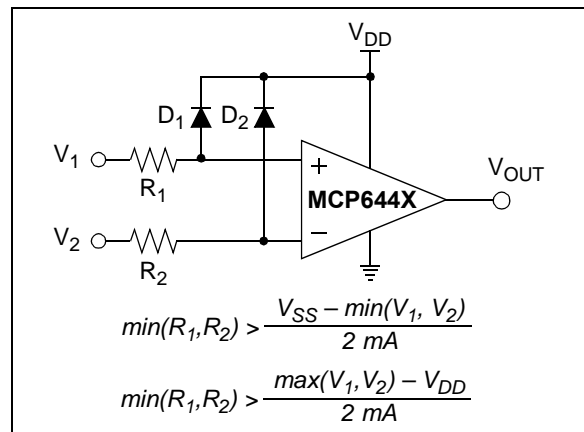 V_DD
D_1 D_2
V_1
R_1
+
MCP644X
V_OUT
V_2
R_2
–
min(R_1,R_2) > (V_SS – min(V_1, V_2)) / 2 mA
min(R_1,R_2) > (max(V_1,V_2) – V_DD) / 2 mA